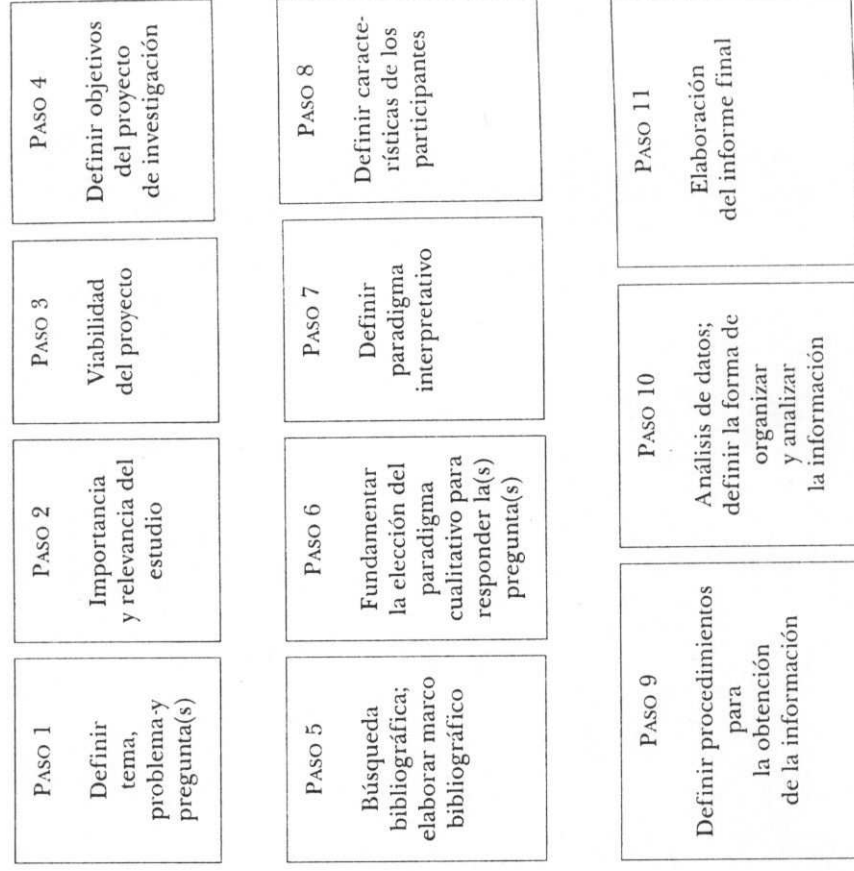 PASO 1
Definir
tema,
problema-y
pregunta(s)
PASO 2
Importancia
y relevancia del
estudio
PASO 3
Viabilidad
del proyecto
PASO 4
Definir objetivos
del proyecto
de investigación
PASO 5
Búsqueda
bibliográfica;
elaborar marco
bibliográfico
PASO 6
Fundamentar
la elección del
paradigma
cualitativo para
responder la(s)
pregunta(s)
PASO 7
Definir
paradigma
interpretativo
PASO 8
Definir caracte-
rísticas de los
participantes
PASO 9
Definir procedimientos
para
la obtención
de la información
PASO 10
Análisis de datos;
definir la forma de
organizar
y analizar
la información
PASO 11
Elaboración
del informe final